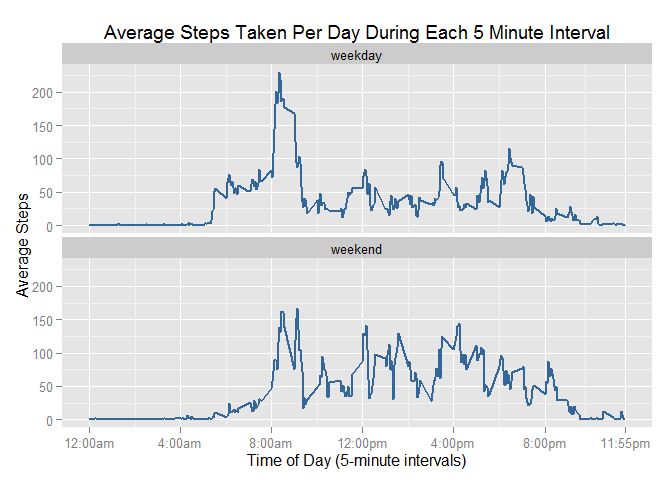 Average Steps Taken Per Day During Each 5 Minute Interval
weekday
200
150
100
50
0
weekend
200
150
100
50
0
Average Steps
12:00am 4:00am 8:00am 12:00pm 4:00pm 8:00pm 11:55pm
Time of Day (5-minute intervals)